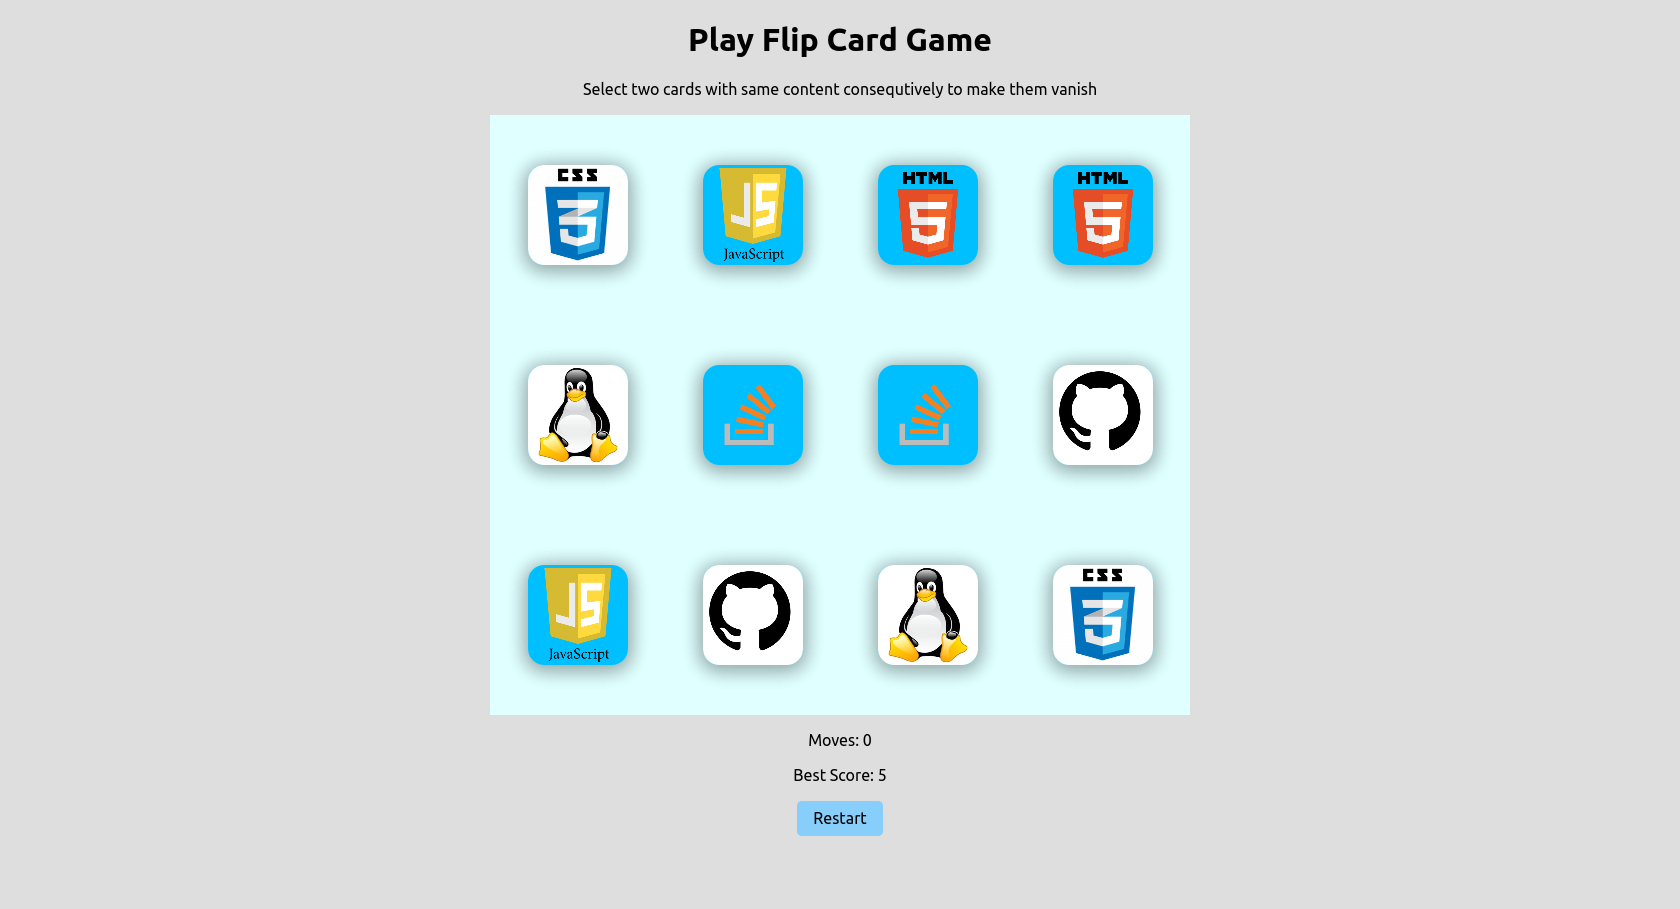 Play Flip Card Game
Select two cards with same content consequtively to make them vanish
CSS
3
JS
JavaScript
HTML
5
HTML
5
JS
JavaScript
CSS
3
Moves: 0
Best Score: 5
Restart